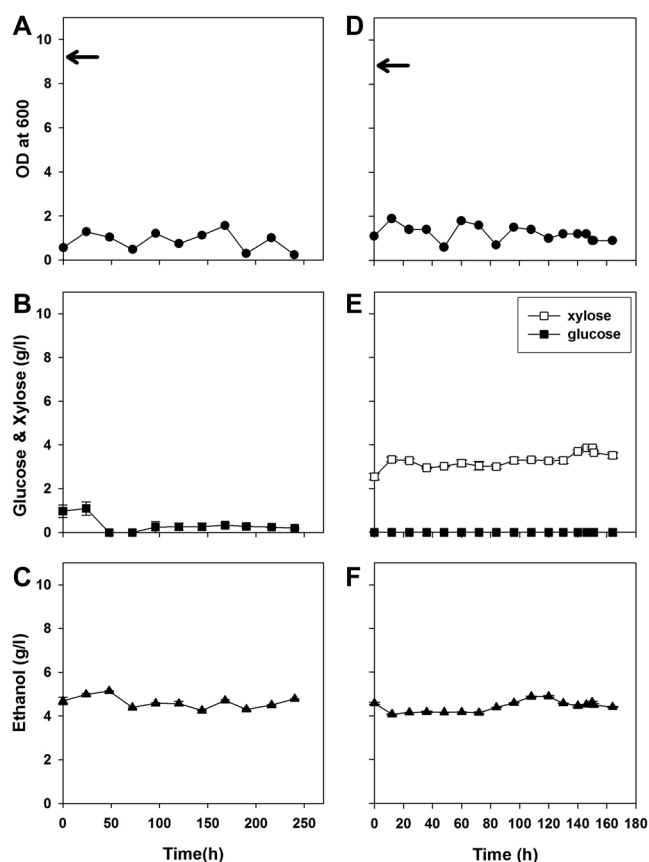 A
10
8
6
4
2
0
OD at 600
D
B
10
8
6
4
2
0
Glucose & Xylose (g/l)
E
xylose
glucose
C
10
8
6
4
2
0
Ethanol (g/l)
F
0 50 100 150 200 250
Time(h)
0 20 40 60 80 100 120 140 160 180
Time (h)